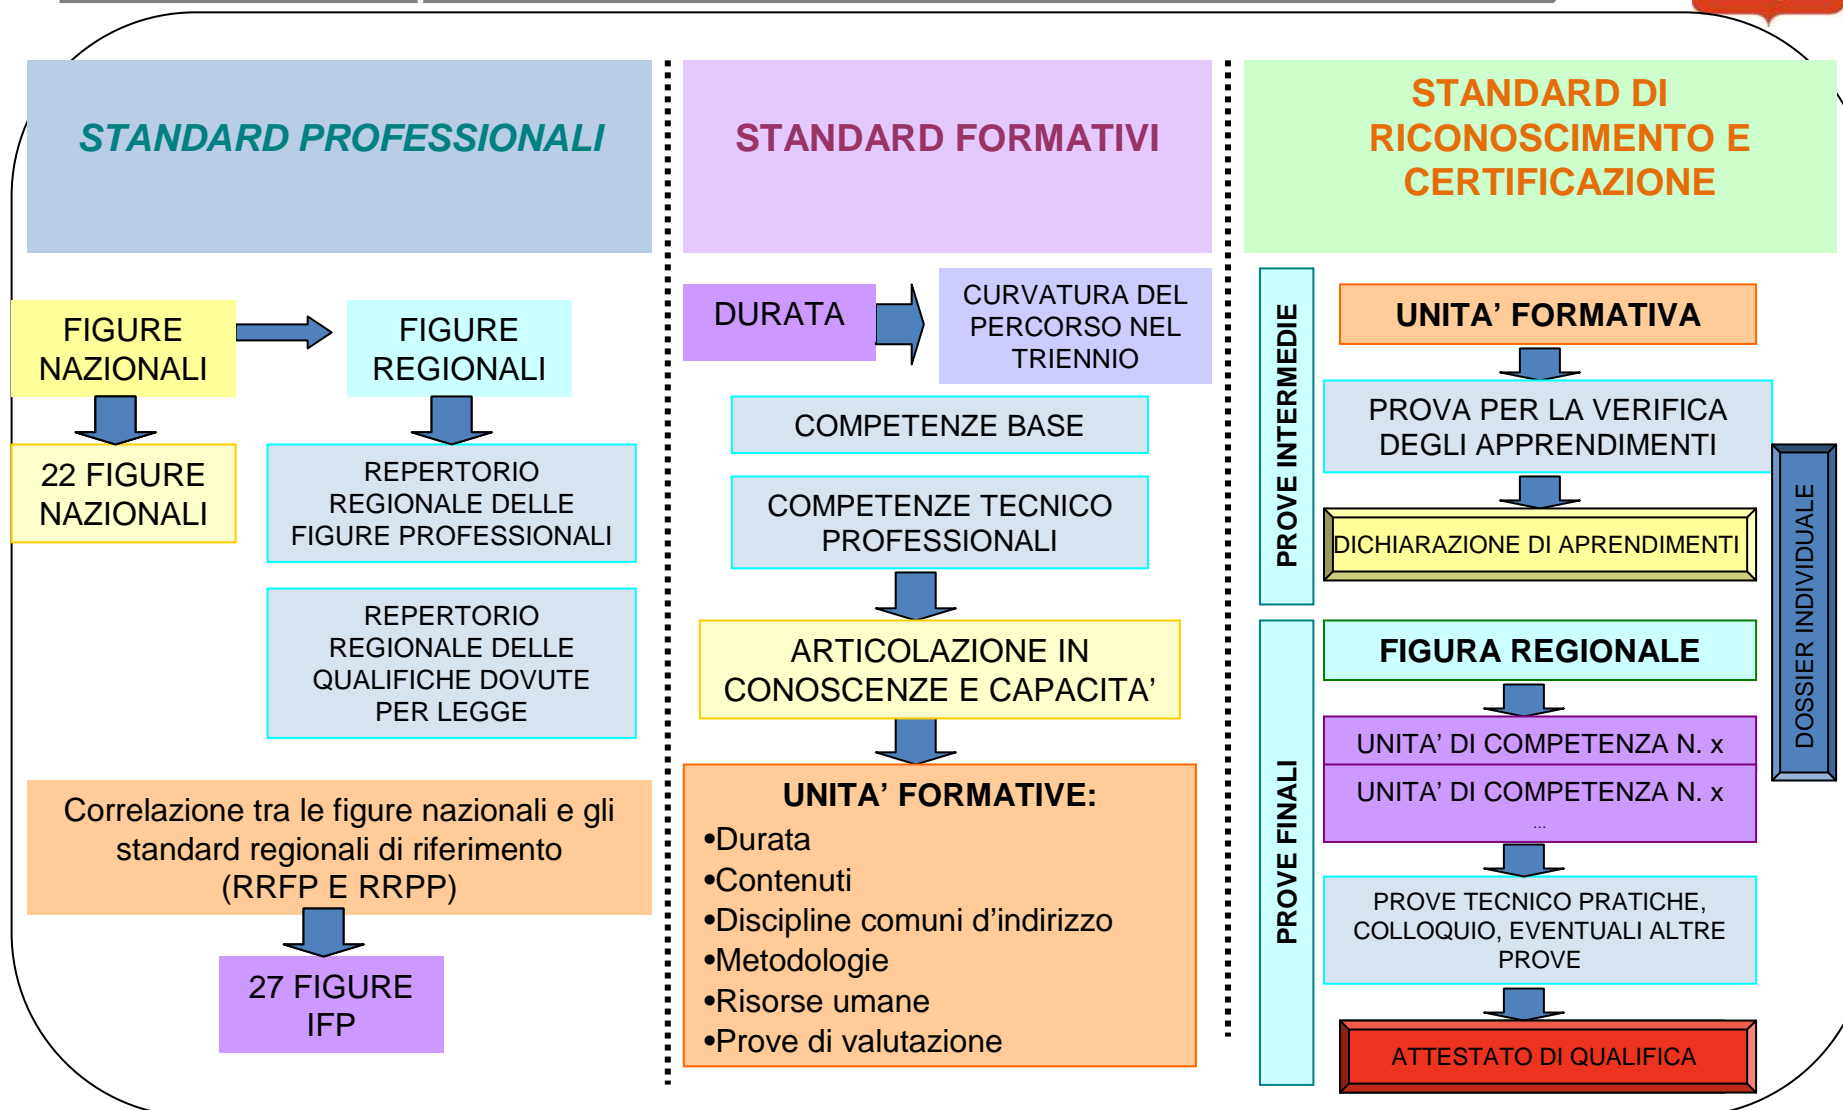 STANDARD PROFESSIONALI
FIGURE
NAZIONALI
FIGURE
REGIONALI
22 FIGURE
NAZIONALI
REPERTORIO
REGIONALE DELLE
FIGURE PROFESSIONALI
REPERTORIO
REGIONALE DELLE
QUALIFICHE DOVUTE
PER LEGGE
Correlazione tra le figure nazionali e gli
standard regionali di riferimento
(RRFP E RRPP)
27 FIGURE
IFP
STANDARD FORMATIVI
DURATA
CURVATURA DEL
PERCORSO NEL
TRIENNIO
COMPETENZE BASE
COMPETENZE TECNICO
PROFESSIONALI
ARTICOLAZIONE IN
CONOSCENZE E CAPACITA’
UNITA’ FORMATIVE:
•Durata
•Contenuti
•Discipline comuni d’indirizzo
•Metodologie
•Risorse umane
•Prove di valutazione
STANDARD DI
RICONOSCIMENTO E
CERTIFICAZIONE
PROVE INTERMEDIE
UNITA’ FORMATIVA
PROVA PER LA VERIFICA
DEGLI APPRENDIMENTI
DICHIARAZIONE DI APRENDIMENTI
DOSSIER INDIVIDUALE
PROVE FINALI
FIGURA REGIONALE
UNITA’ DI COMPETENZA N. x
UNITA’ DI COMPETENZA N. x
...
PROVE TECNICO PRATICHE,
COLLOQUIO, EVENTUALI ALTRE
PROVE
ATTESTATO DI QUALIFICA